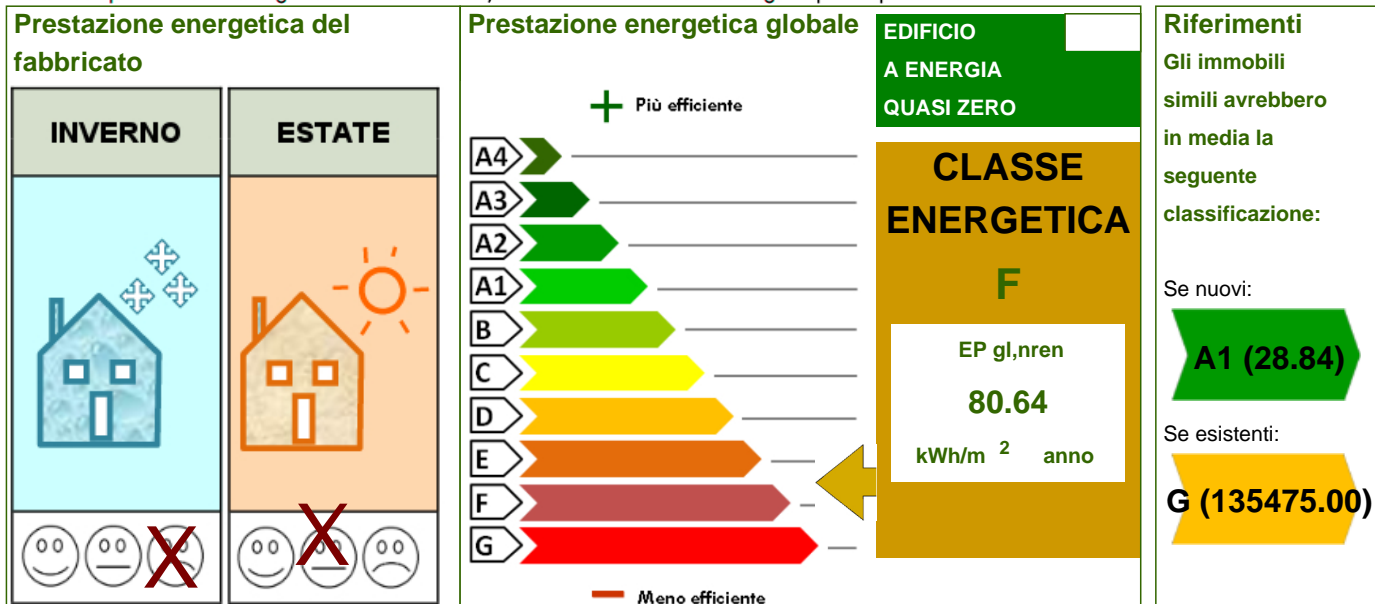 Prestazione energetica del
fabbricato
INVERNO
ESTATE
Prestazione energetica globale
Più efficiente
A4
A3
A2
A1
B
C
D
E
F
G
Meno efficiente
EDIFICIO
A ENERGIA
QUASI ZERO
CLASSE
ENERGETICA
F
EP gl,nren
80.64
kWh/m 2 anno
Riferimenti
Gli immobili
simili avrebbero
in media la
seguente
classificazione:
Se nuovi:
A1 (28.84)
Se esistenti:
G (135475.00)